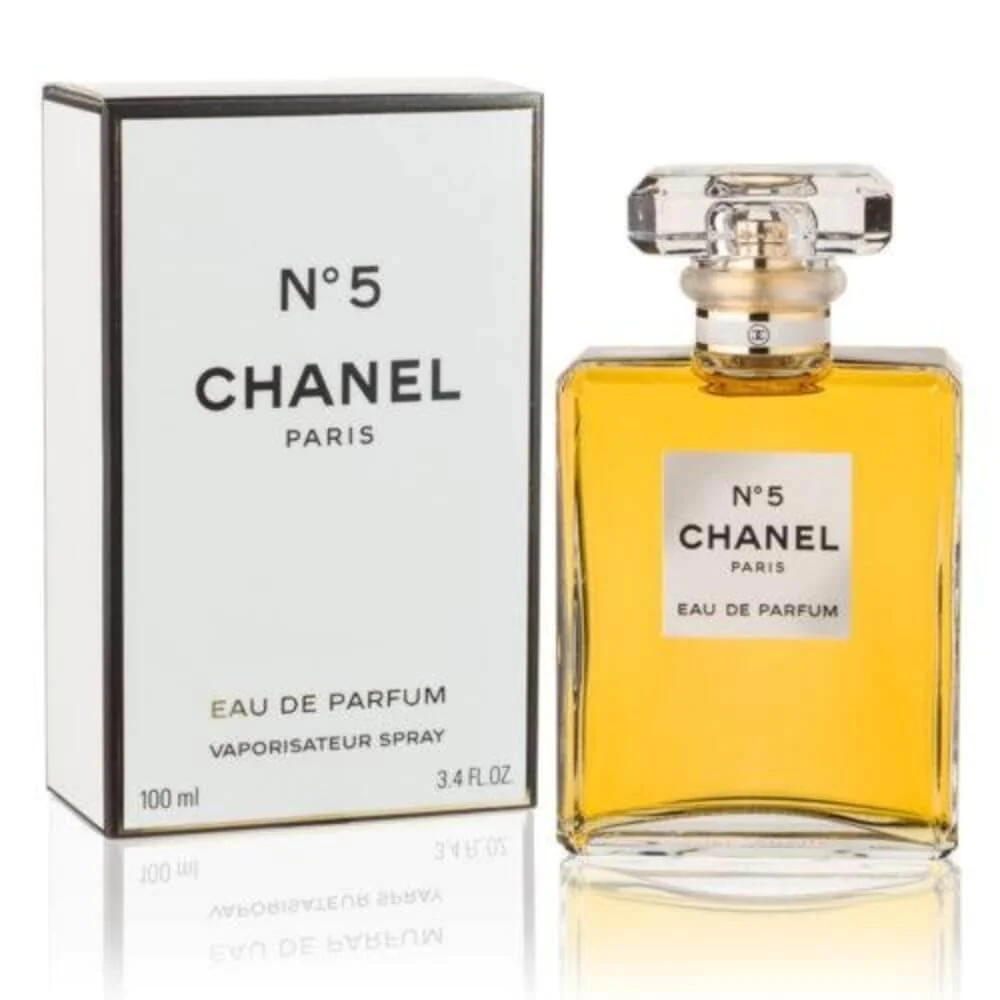 N°5
CHANEL
PARIS
EAU DE PARFUM
VAPORISATEUR SPRAY
100 ml
3.4 FL.OZ.
N°5
CHANEL
PARIS
EAU DE PARFUM